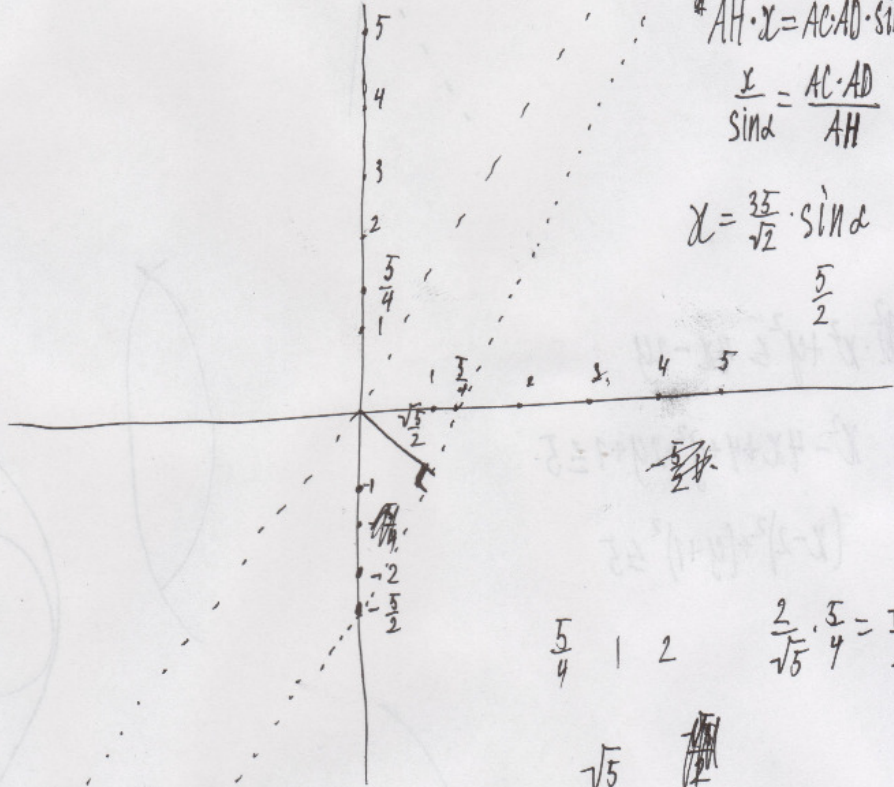 5
AH·x=AC·AD·si
x/sinα = AC·AD/AH
4
3
x = 35/√2 · sinα
2
5/2
5/4
1
1 5/4 2 3 4 5
√5/2
-1
-2
-5/2
5/4 1 2 2/√5 · 5/4 =
√5